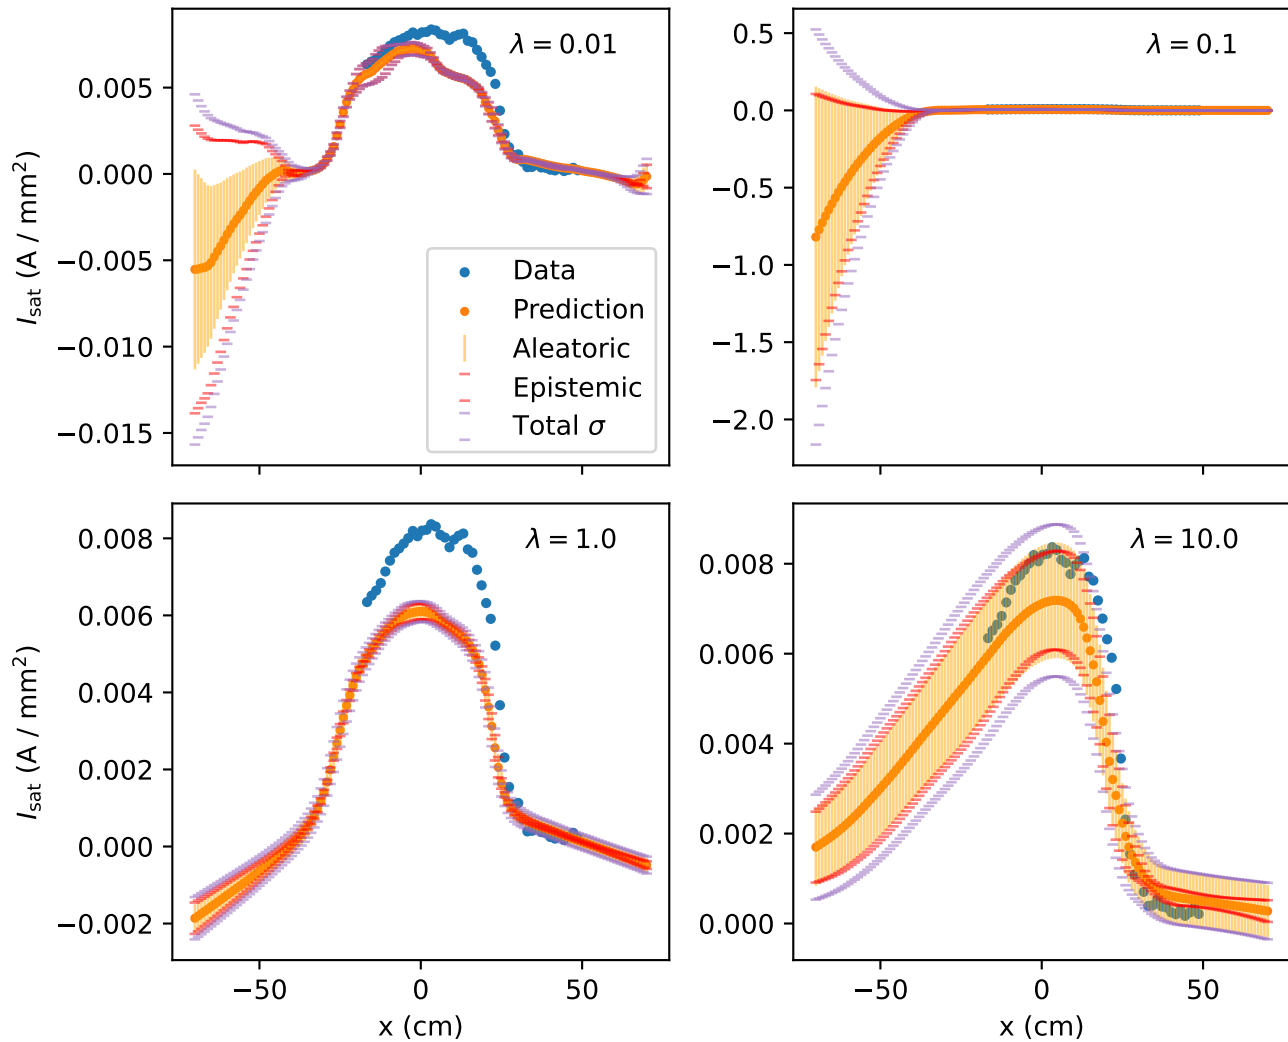 λ = 0.01
0.005
0.000
−0.005
−0.010
−0.015
I_sat (A / mm²)
Data
Prediction
Aleatoric
Epistemic
Total σ
−50
0
50
λ = 0.1
0.5
0.0
−0.5
−1.0
−1.5
−2.0
λ = 1.0
0.008
0.006
0.004
0.002
0.000
−0.002
I_sat (A / mm²)
−50
0
50
x (cm)
λ = 10.0
0.008
0.006
0.004
0.002
0.000
−50
0
50
x (cm)